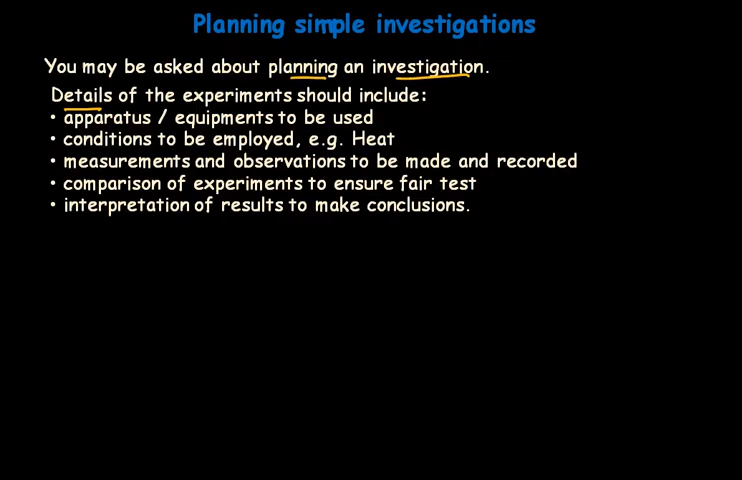 Planning simple investigations
You may be asked about planning an investigation.
Details of the experiments should include:
• apparatus / equipments to be used
• conditions to be employed, e.g. Heat
• measurements and observations to be made and recorded
• comparison of experiments to ensure fair test
• interpretation of results to make conclusions.